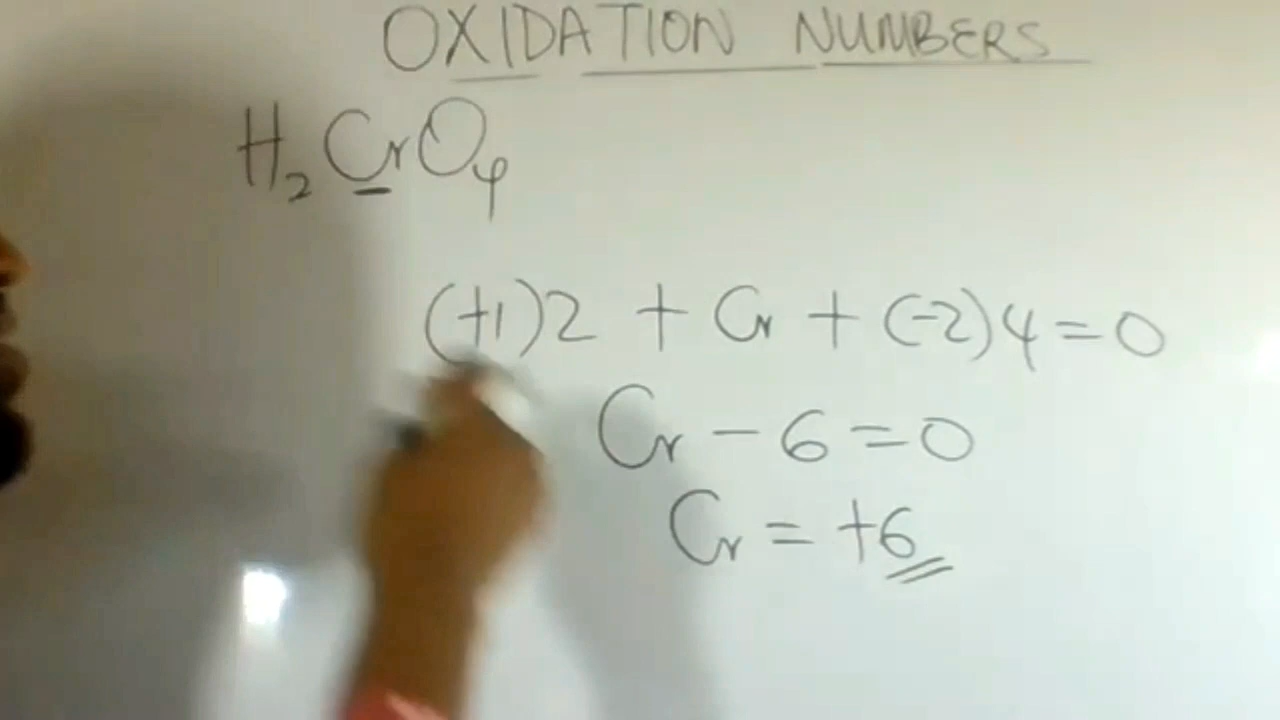 OXIDATION NUMBERS
H₂CrO₄
(+1)2 + Cr + (-2)4 = 0
Cr - 6 = 0
Cr = +6